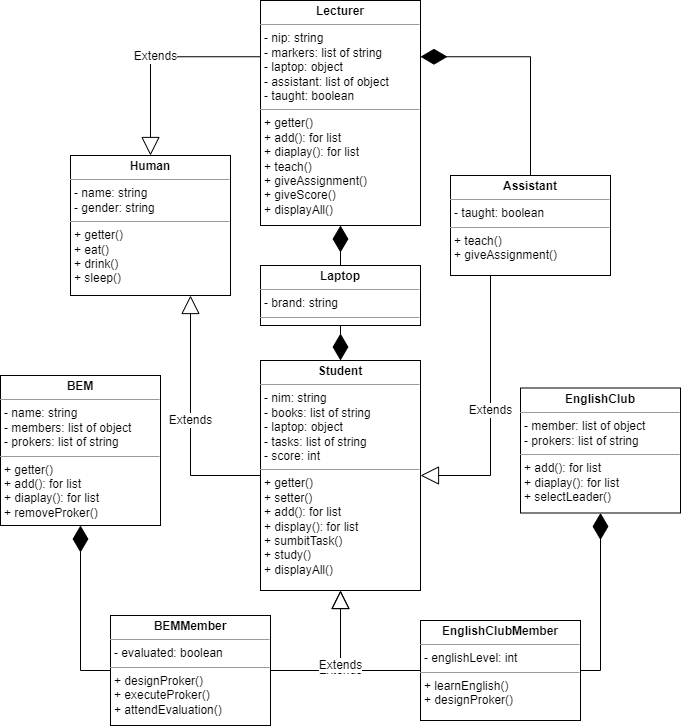 Lecturer
- nip: string
- markers: list of string
- laptop: object
- assistant: list of object
- taught: boolean
+ getter()
+ add(): for list
+ diaplay(): for list
+ teach()
+ giveAssignment()
+ giveScore()
+ displayAll()
Extends
Human
- name: string
- gender: string
+ getter()
+ eat()
+ drink()
+ sleep()
Assistant
- taught: boolean
+ teach()
+ giveAssignment()
Laptop
- brand: string
Student
- nim: string
- books: list of string
- laptop: object
- tasks: list of string
- score: int
+ getter()
+ setter()
+ add(): for list
+ display(): for list
+ sumbitTask()
+ study()
+ displayAll()
Extends
Extends
BEM
- name: string
- members: list of object
- prokers: list of string
+ getter()
+ add(): for list
+ diaplay(): for list
+ removeProker()
EnglishClub
- member: list of object
- prokers: list of string
+ add(): for list
+ diaplay(): for list
+ selectLeader()
BEMMember
- evaluated: boolean
+ designProker()
+ executeProker()
+ attendEvaluation()
Extends
Extends
EnglishClubMember
- englishLevel: int
+ learnEnglish()
+ designProker()